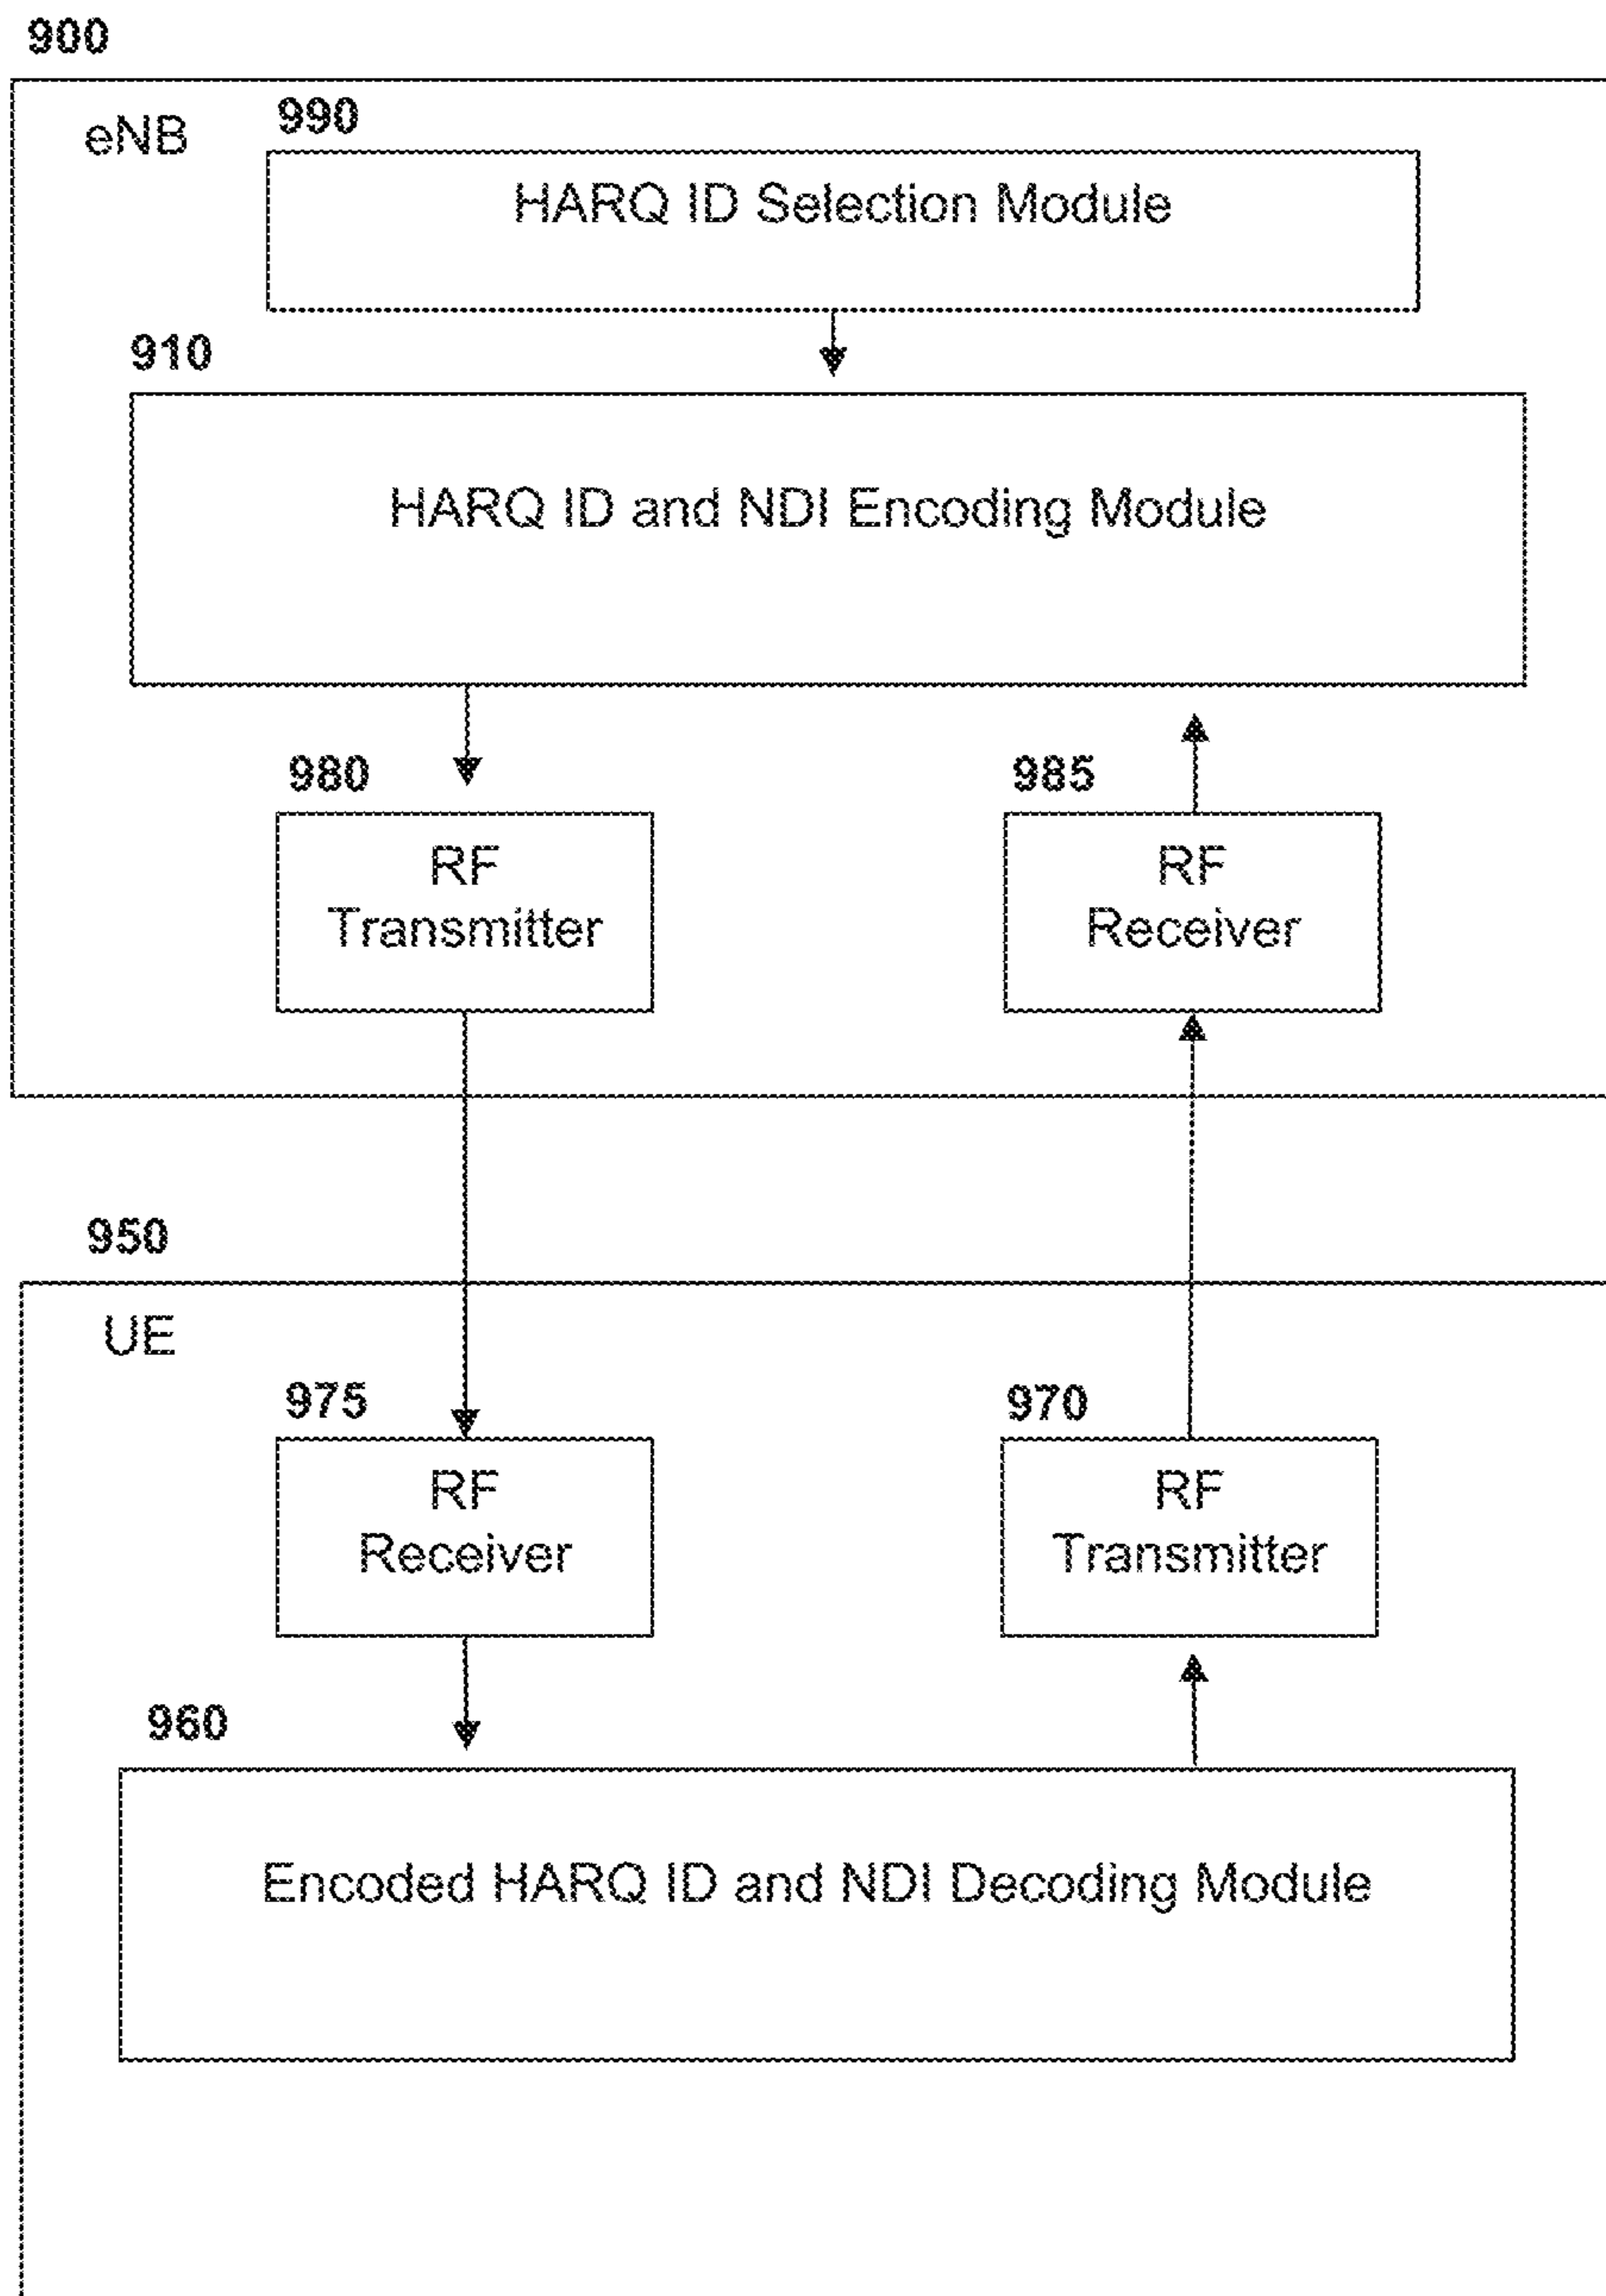 900
eNB
990
HARQ ID Selection Module
910
HARQ ID and NDI Encoding Module
980
985
RF
Transmitter
RF
Receiver
950
UE
975
970
RF
Receiver
RF
Transmitter
960
Encoded HARQ ID and NDI Decoding Module